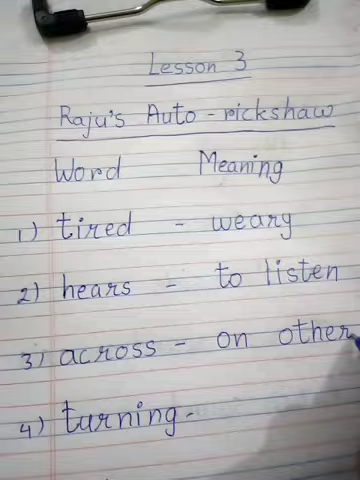 Lesson 3
Raju's Auto-rickshaw
Word Meaning
1) tired - weary
2) hears - to listen
3) across - on other
4) turning -